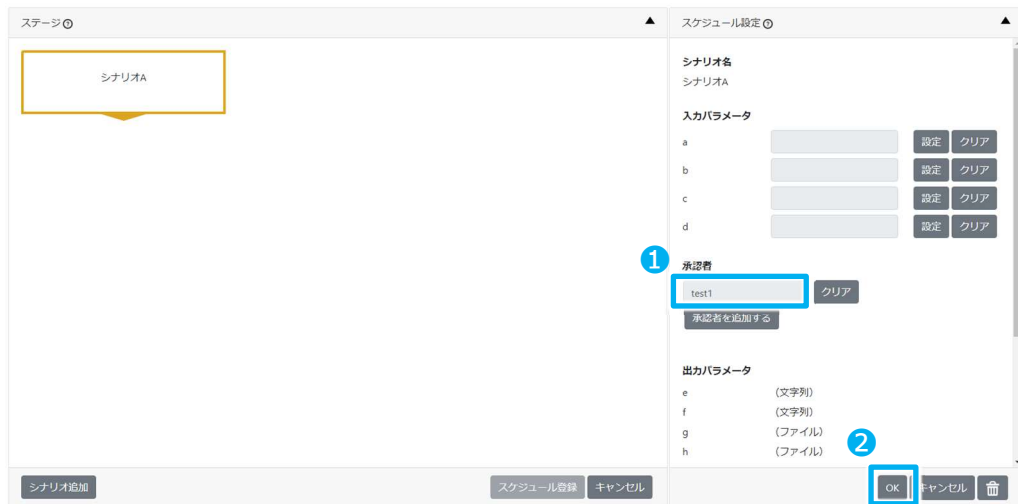 ステージ
シナリオA
シナリオ追加
スケジュール登録
キャンセル
スケジュール設定
シナリオ名
シナリオA
入力パラメータ
a 設定 クリア
b 設定 クリア
c 設定 クリア
d 設定 クリア
1
承認者
test1 クリア
承認者を追加する
出力パラメータ
e (文字列)
f (文字列)
g (ファイル)
h (ファイル)
2
OK キャンセル